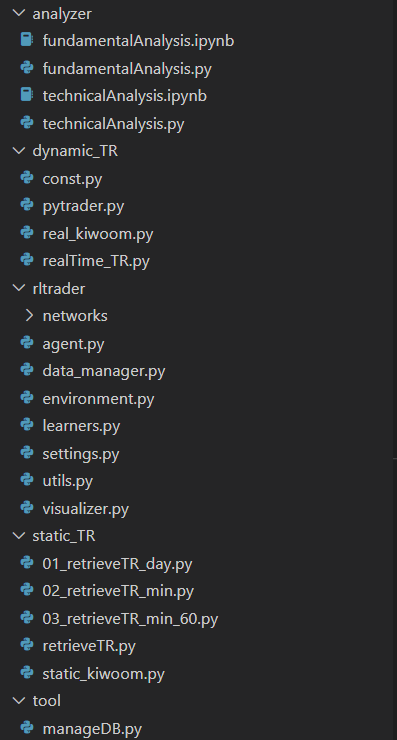 analyzer
fundamentalAnalysis.ipynb
fundamentalAnalysis.py
technicalAnalysis.ipynb
technicalAnalysis.py
dynamic_TR
const.py
pytrader.py
real_kiwoom.py
realTime_TR.py
rltrader
networks
agent.py
data_manager.py
environment.py
learners.py
settings.py
utils.py
visualizer.py
static_TR
01_retrieveTR_day.py
02_retrieveTR_min.py
03_retrieveTR_min_60.py
retrieveTR.py
static_kiwoom.py
tool
manageDB.py